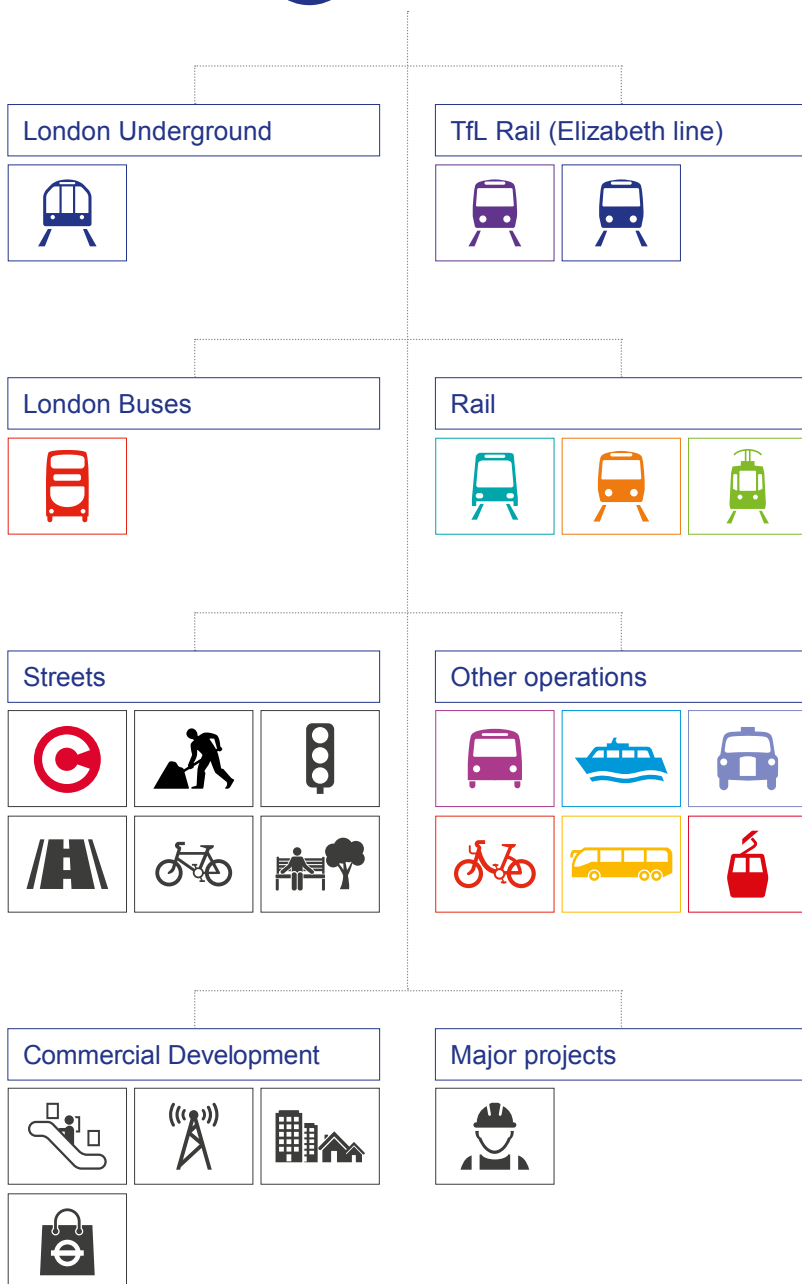 London Underground
TfL Rail (Elizabeth line)
London Buses
Rail
Streets
Other operations
Commercial Development
Major projects